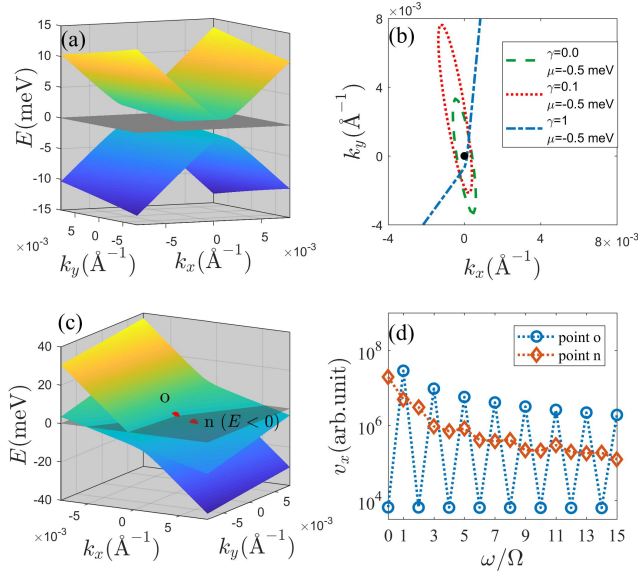 (a)
15
10
5
0
-5
-10
-15
E(meV)
5
0
-5
×10⁻³
k_y(Å⁻¹)
-5
0
5
×10⁻³
k_x(Å⁻¹)
(b)
×10⁻³
8
4
0
-4
k_y(Å⁻¹)
γ=0.0
μ=-0.5 meV
γ=0.1
μ=-0.5 meV
γ=1
μ=-0.5 meV
-4
0
4
8
×10⁻³
k_x(Å⁻¹)
(c)
40
20
0
-20
-40
E(meV)
o
n (E < 0)
×10⁻³
-5
0
5
k_x(Å⁻¹)
-5
0
5
×10⁻³
k_y(Å⁻¹)
(d)
10⁸
10⁶
10⁴
v_x(arb.unit)
point o
point n
0 1 3 5 7 9 11 13 15
ω/Ω